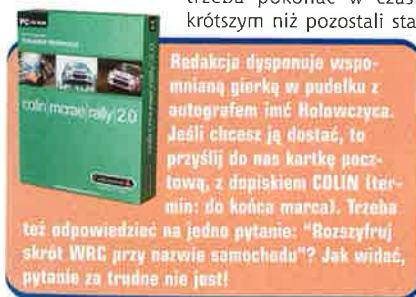 trzeba pokonać w czas
krótszym niż pozostali sta
PC
colin mcrae rally 2.0
Redakcja dysponuje wspo-
mnianą gierką w pudełku z
autografem imć Hołowczyca.
Jeśli chcesz ją dostać, to
przyślij do nas kartkę pocz-
tową, z dopiskiem COLIN (ter-
min: do końca marca). Trzeba
też odpowiedzieć na jedno pytanie: "Rozszyfruj
skrót WRC przy nazwie samochodu"? Jak widać,
pytanie za trudne nie jest!